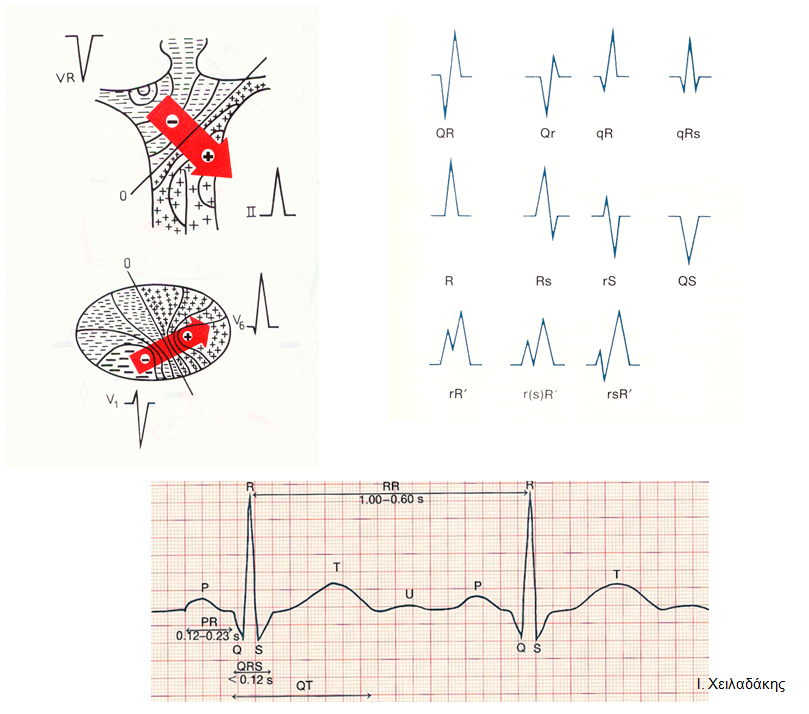 VR
−
+
0
II
0
V6
−
+
V1
QR Qr qR qRs
R Rs rS QS
rR′ r(s)R′ rsR′
R RR R
1.00–0.60 s
P T U P T
PR
0.12–0.23 s
Q S Q S
QRS
< 0.12 s
QT
Ι. Χειλαδάκης